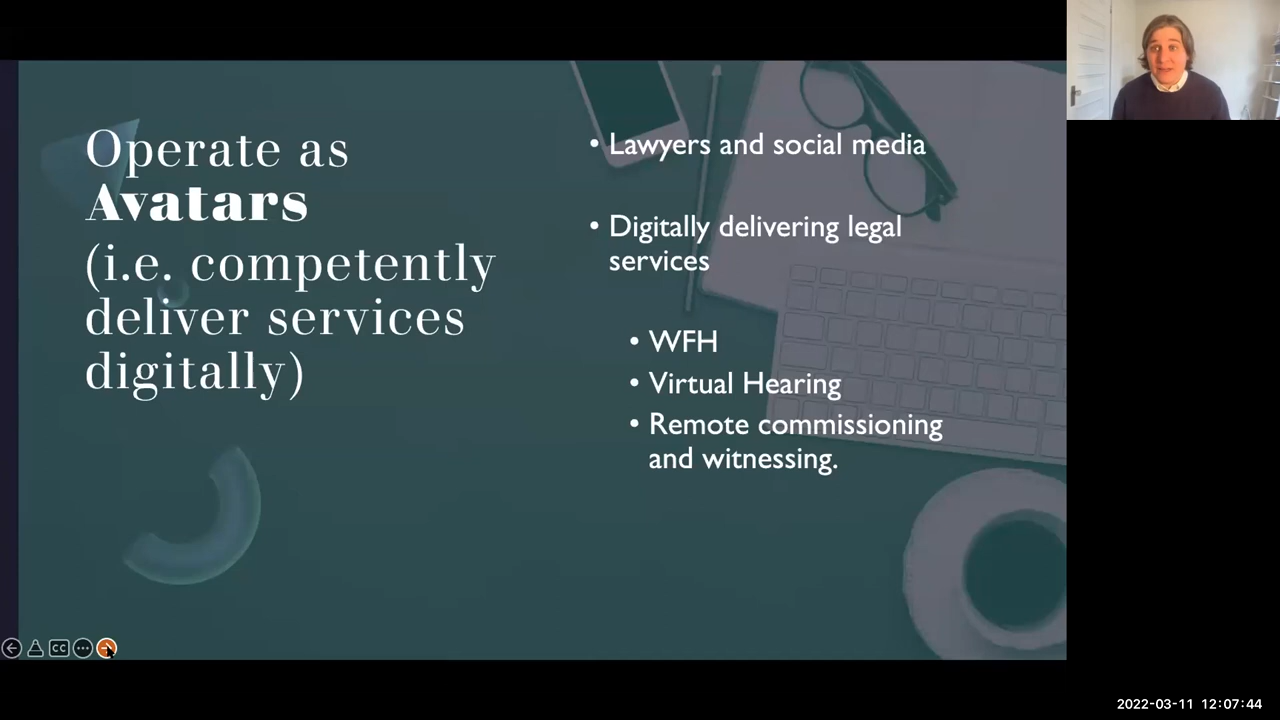 Operate as
Avatars
(i.e. competently
deliver services
digitally)
• Lawyers and social media
• Digitally delivering legal
services
• WFH
• Virtual Hearing
• Remote commissioning
and witnessing.
CC
2022-03-11 12:07:44